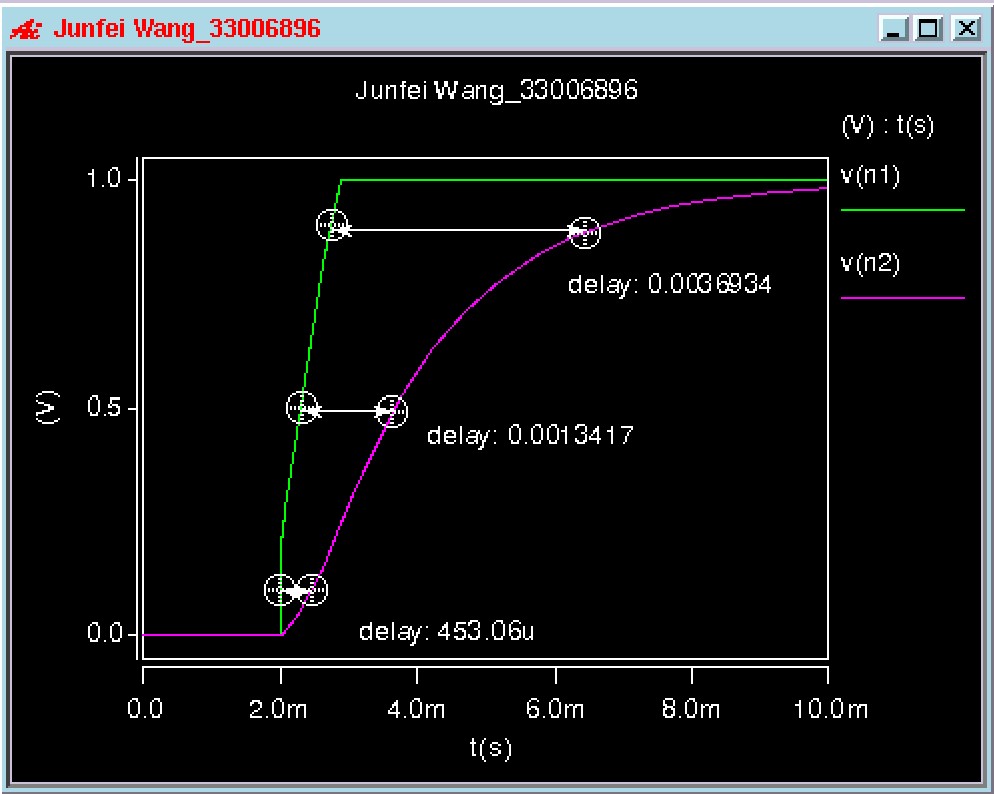 Junfei Wang_33006896
Junfei Wang_33006896
(V) : t(s)
v(n1)
v(n2)
1.0
0.5
0.0
(V)
delay: 0.0036934
delay: 0.0013417
delay: 453.06u
0.0 2.0m 4.0m 6.0m 8.0m 10.0m
t(s)